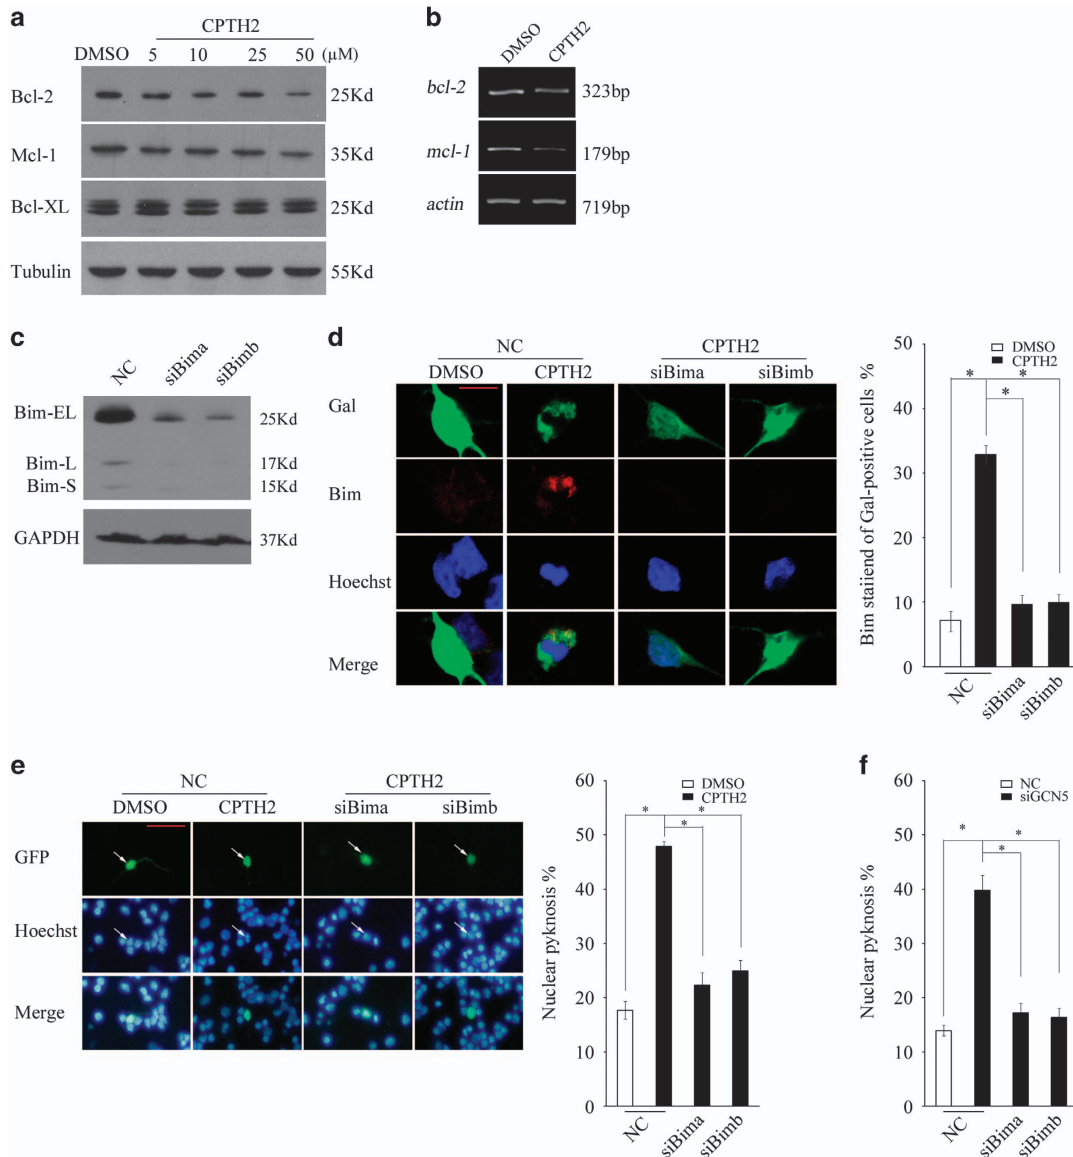 a
CPTH2
DMSO 5 10 25 50 (µM)
Bcl-2 25Kd
Mcl-1 35Kd
Bcl-XL 25Kd
Tubulin 55Kd
b
DMSO CPTH2
bcl-2 323bp
mcl-1 179bp
actin 719bp
c
NC siBima siBimb
Bim-EL 25Kd
Bim-L 17Kd
Bim-S 15Kd
GAPDH 37Kd
d
NC CPTH2
DMSO CPTH2 siBima siBimb
Gal
Bim
Hoechst
Merge
Bim staiiend of Gal-positive cells %
50
40
30
20
10
0
DMSO
CPTH2
* *
*
NC siBima siBimb
e
NC CPTH2
DMSO CPTH2 siBima siBimb
GFP
Hoechst
Merge
Nuclear pyknosis %
60
50
40
30
20
10
0
DMSO
CPTH2
* *
*
NC siBima siBimb
f
Nuclear pyknosis %
60
50
40
30
20
10
0
NC
siGCN5
* *
*
NC siBima siBimb